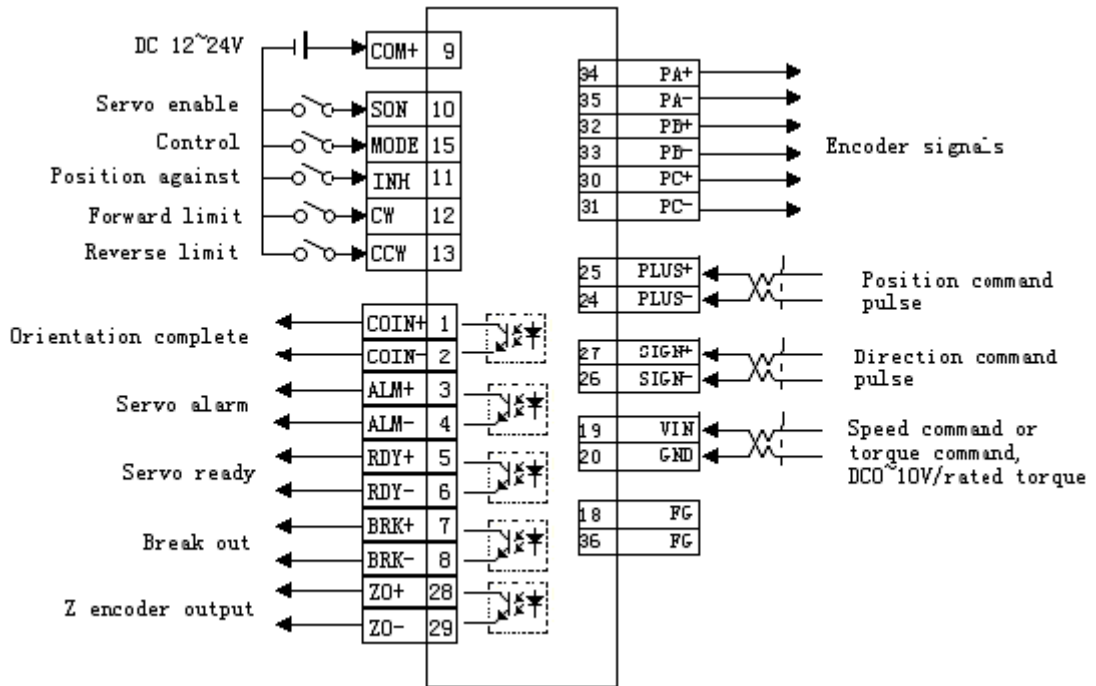 DC 12~24V
COM+ 9
Servo enable
SON 10
Control
MODE 15
Position against
INH 11
Forward limit
CW 12
Reverse limit
CCW 13
Orientation complete
COIN+ 1
COIN- 2
Servo alarm
ALM+ 3
ALM- 4
Servo ready
RDY+ 5
RDY- 6
Break out
BRK+ 7
BRK- 8
Z encoder output
ZO+ 28
ZO- 29
34 PA+
35 PA-
32 PB+
33 PB-
30 PC+
31 PC-
Encoder signals
25 PLUS+
24 PLUS-
Position command
pulse
27 SIGN+
26 SIGN-
Direction command
pulse
19 VIN
20 GND
Speed command or
torque command,
DC0~10V/rated torque
18 FG
36 FG